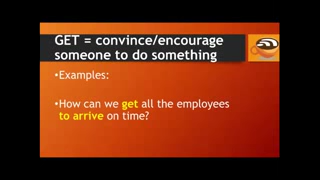 GET = convince/encourage
someone to do something
•Examples:
•How can we get all the employees
to arrive on time?